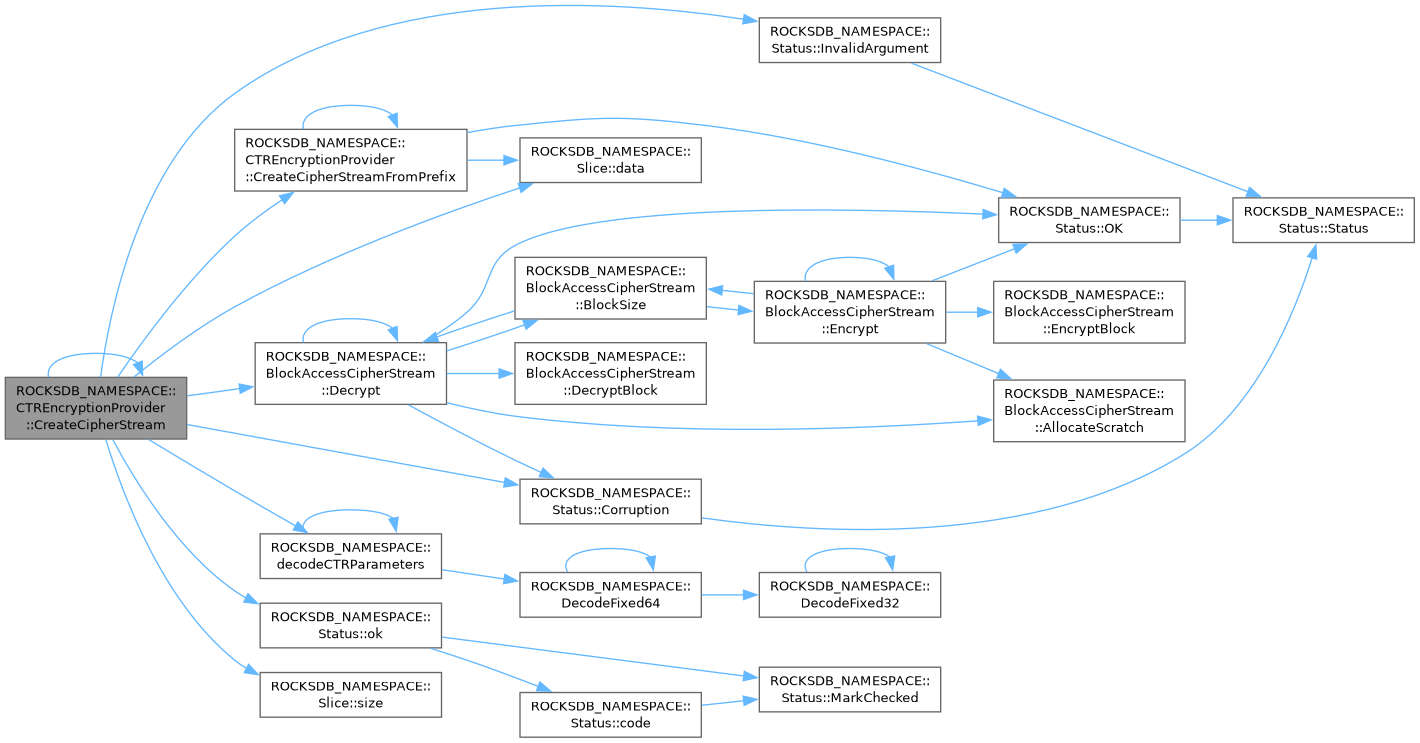 ROCKSDB_NAMESPACE::
CTREncryptionProvider
::CreateCipherStream
ROCKSDB_NAMESPACE::
CTREncryptionProvider
::CreateCipherStreamFromPrefix
ROCKSDB_NAMESPACE::
BlockAccessCipherStream
::Decrypt
ROCKSDB_NAMESPACE::
decodeCTRParameters
ROCKSDB_NAMESPACE::
Status::ok
ROCKSDB_NAMESPACE::
Slice::size
ROCKSDB_NAMESPACE::
Slice::data
ROCKSDB_NAMESPACE::
BlockAccessCipherStream
::BlockSize
ROCKSDB_NAMESPACE::
BlockAccessCipherStream
::DecryptBlock
ROCKSDB_NAMESPACE::
Status::Corruption
ROCKSDB_NAMESPACE::
DecodeFixed64
ROCKSDB_NAMESPACE::
Status::code
ROCKSDB_NAMESPACE::
Status::InvalidArgument
ROCKSDB_NAMESPACE::
BlockAccessCipherStream
::Encrypt
ROCKSDB_NAMESPACE::
DecodeFixed32
ROCKSDB_NAMESPACE::
Status::MarkChecked
ROCKSDB_NAMESPACE::
Status::OK
ROCKSDB_NAMESPACE::
BlockAccessCipherStream
::EncryptBlock
ROCKSDB_NAMESPACE::
BlockAccessCipherStream
::AllocateScratch
ROCKSDB_NAMESPACE::
Status::Status